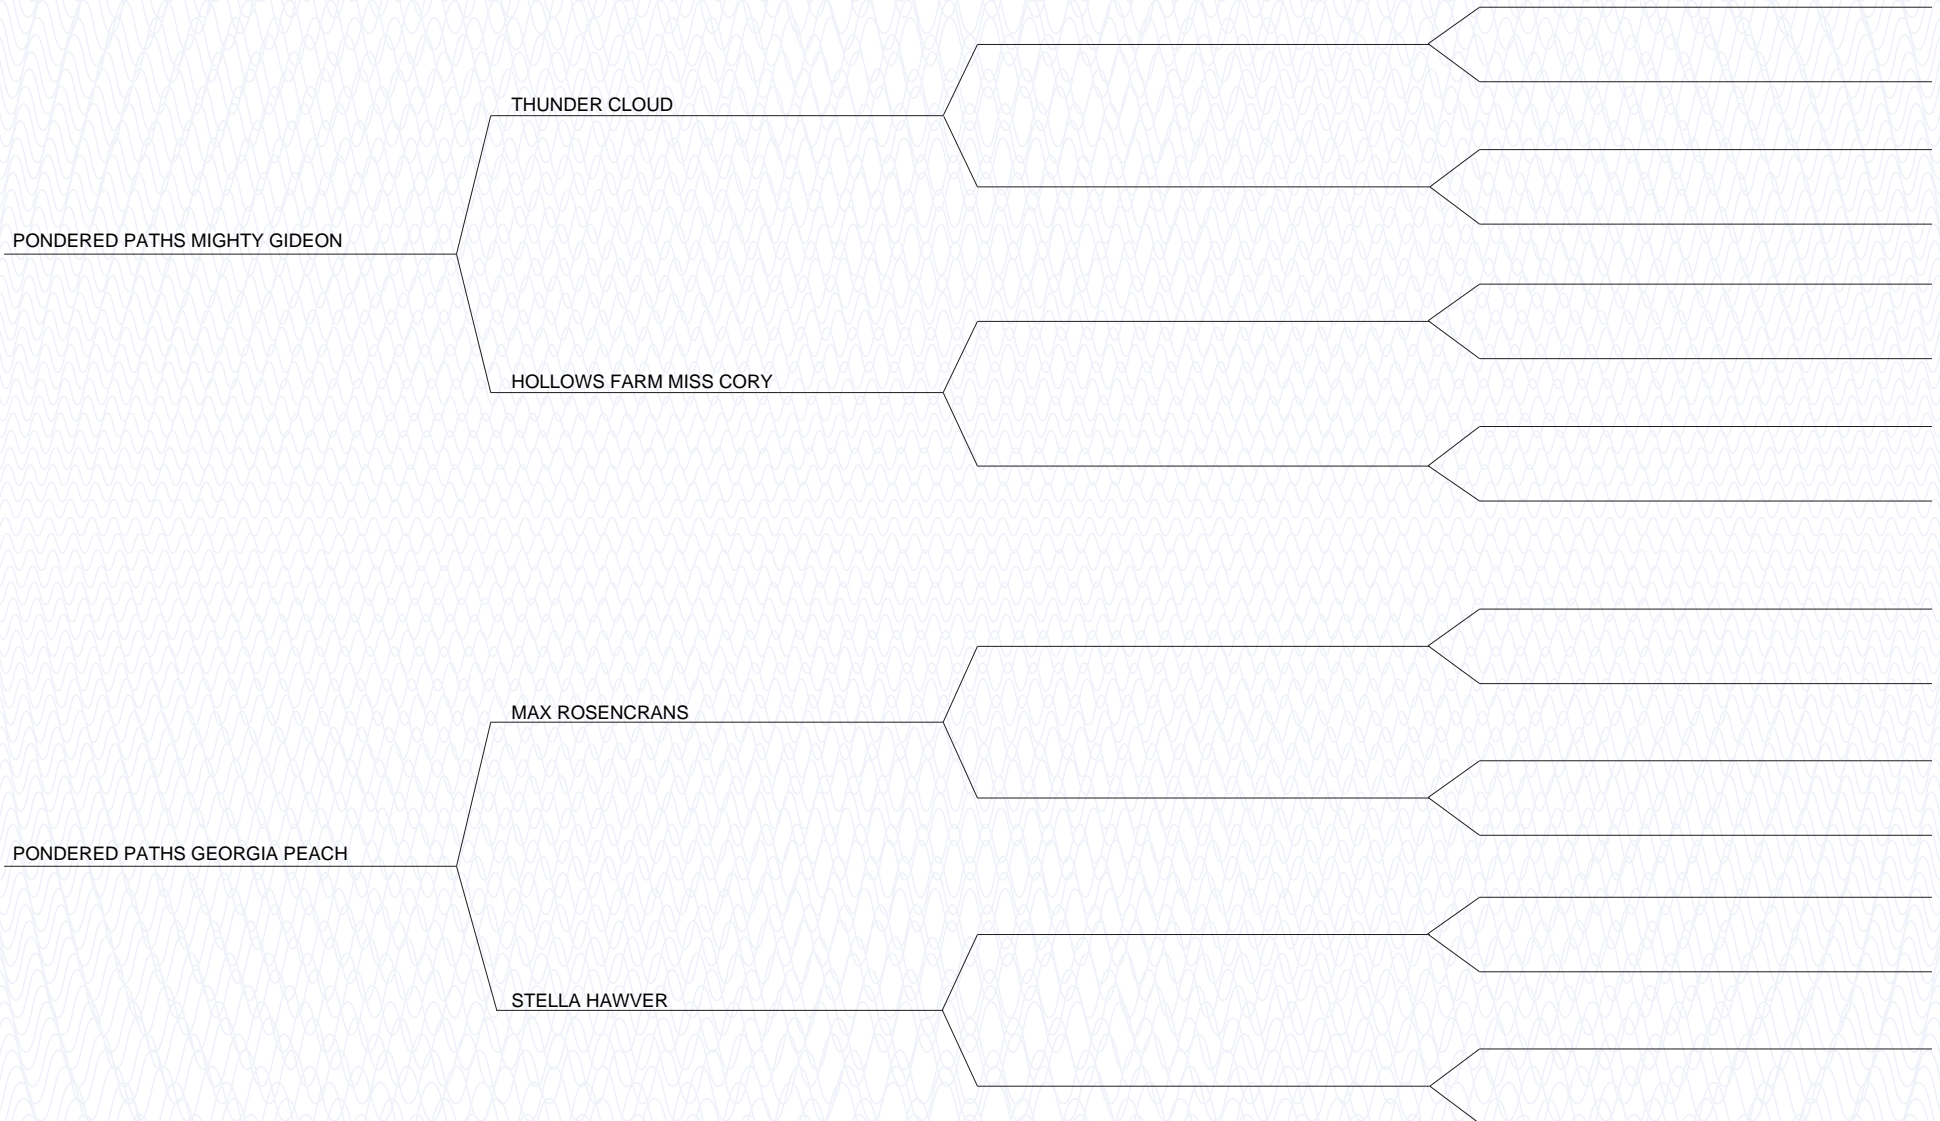 THUNDER CLOUD
PONDERED PATHS MIGHTY GIDEON
HOLLOWS FARM MISS CORY
MAX ROSENCRANS
PONDERED PATHS GEORGIA PEACH
STELLA HAWVER